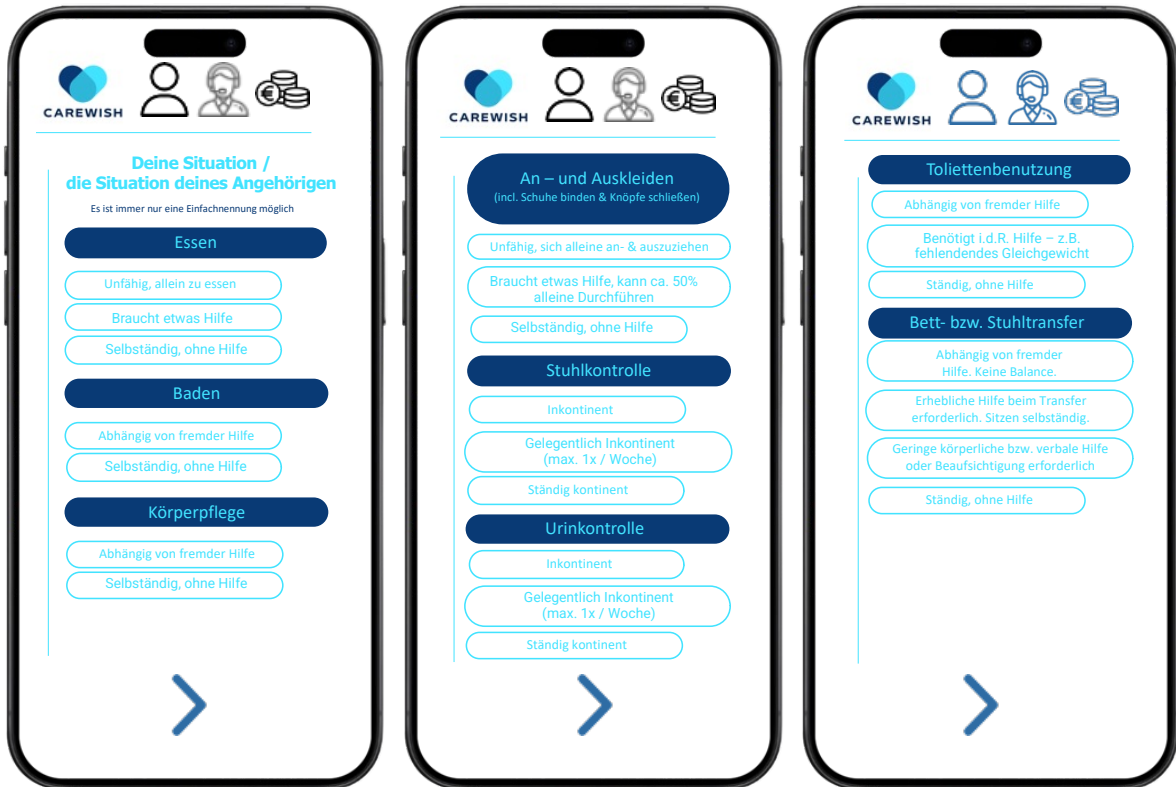 CAREWISH
Deine Situation /
die Situation deines Angehörigen
Es ist immer nur eine Einfachnennung möglich
Essen
Unfähig, allein zu essen
Braucht etwas Hilfe
Selbständig, ohne Hilfe
Baden
Abhängig von fremder Hilfe
Selbständig, ohne Hilfe
Körperpflege
Abhängig von fremder Hilfe
Selbständig, ohne Hilfe
CAREWISH
An – und Auskleiden
(incl. Schuhe binden & Knöpfe schließen)
Unfähig, sich alleine an- & auszuziehen
Braucht etwas Hilfe, kann ca. 50%
alleine Durchführen
Selbständig, ohne Hilfe
Stuhlkontrolle
Inkontinent
Gelegentlich Inkontinent
(max. 1x / Woche)
Ständig kontinent
Urinkontrolle
Inkontinent
Gelegentlich Inkontinent
(max. 1x / Woche)
Ständig kontinent
CAREWISH
Toliettenbenutzung
Abhängig von fremder Hilfe
Benötigt i.d.R. Hilfe – z.B.
fehlendendes Gleichgewicht
Ständig, ohne Hilfe
Bett- bzw. Stuhltransfer
Abhängig von fremder
Hilfe. Keine Balance.
Erhebliche Hilfe beim Transfer
erforderlich. Sitzen selbständig.
Geringe körperliche bzw. verbale Hilfe
oder Beaufsichtigung erforderlich
Ständig, ohne Hilfe